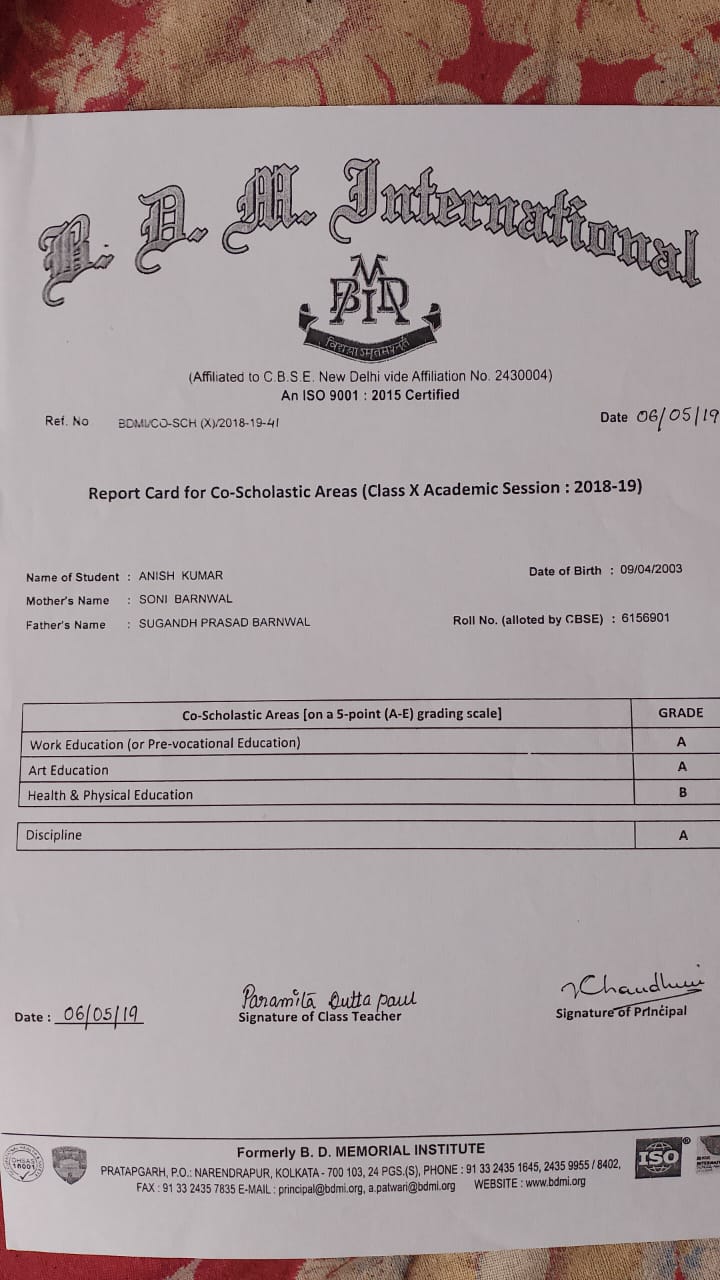 B. D. M. International
BDMI
विद्ययाऽमृतमश्नुते
(Affiliated to C.B.S.E. New Delhi vide Affiliation No. 2430004)
An ISO 9001 : 2015 Certified
Ref. No BDMI/CO-SCH (X)/2018-19-41 Date 06/05/19
Report Card for Co-Scholastic Areas (Class X Academic Session : 2018-19)
Name of Student : ANISH KUMAR Date of Birth : 09/04/2003
Mother's Name : SONI BARNWAL
Father's Name : SUGANDH PRASAD BARNWAL Roll No. (alloted by CBSE) : 6156901
Co-Scholastic Areas [on a 5-point (A-E) grading scale] GRADE
Work Education (or Pre-vocational Education) A
Art Education A
Health & Physical Education B
Discipline A
Date : 06/05/19 Paramita Dutta paul Chaudhuri
Signature of Class Teacher Signature of Principal
Formerly B. D. MEMORIAL INSTITUTE
PRATAPGARH, P.O.: NARENDRAPUR, KOLKATA - 700 103, 24 PGS.(S), PHONE : 91 33 2435 1645, 2435 9955 / 8402,
FAX : 91 33 2435 7835 E-MAIL : principal@bdmi.org, a.patwari@bdmi.org WEBSITE : www.bdmi.org
OHSAS 18001
ISO ®